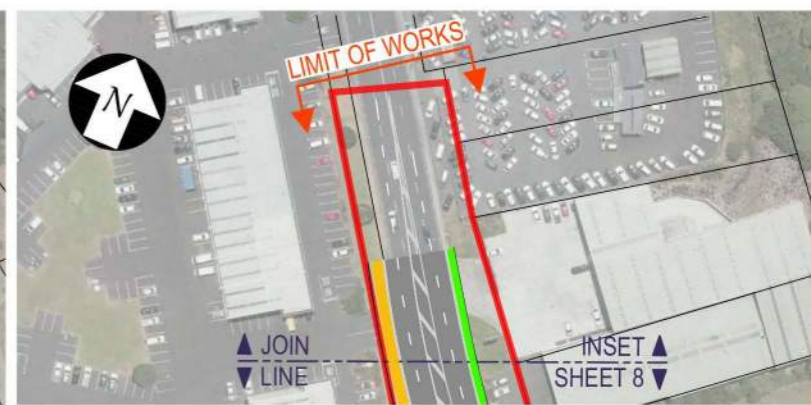 LIMIT OF WORKS
N
▲ JOIN INSET ▲
▼ LINE SHEET 8 ▼